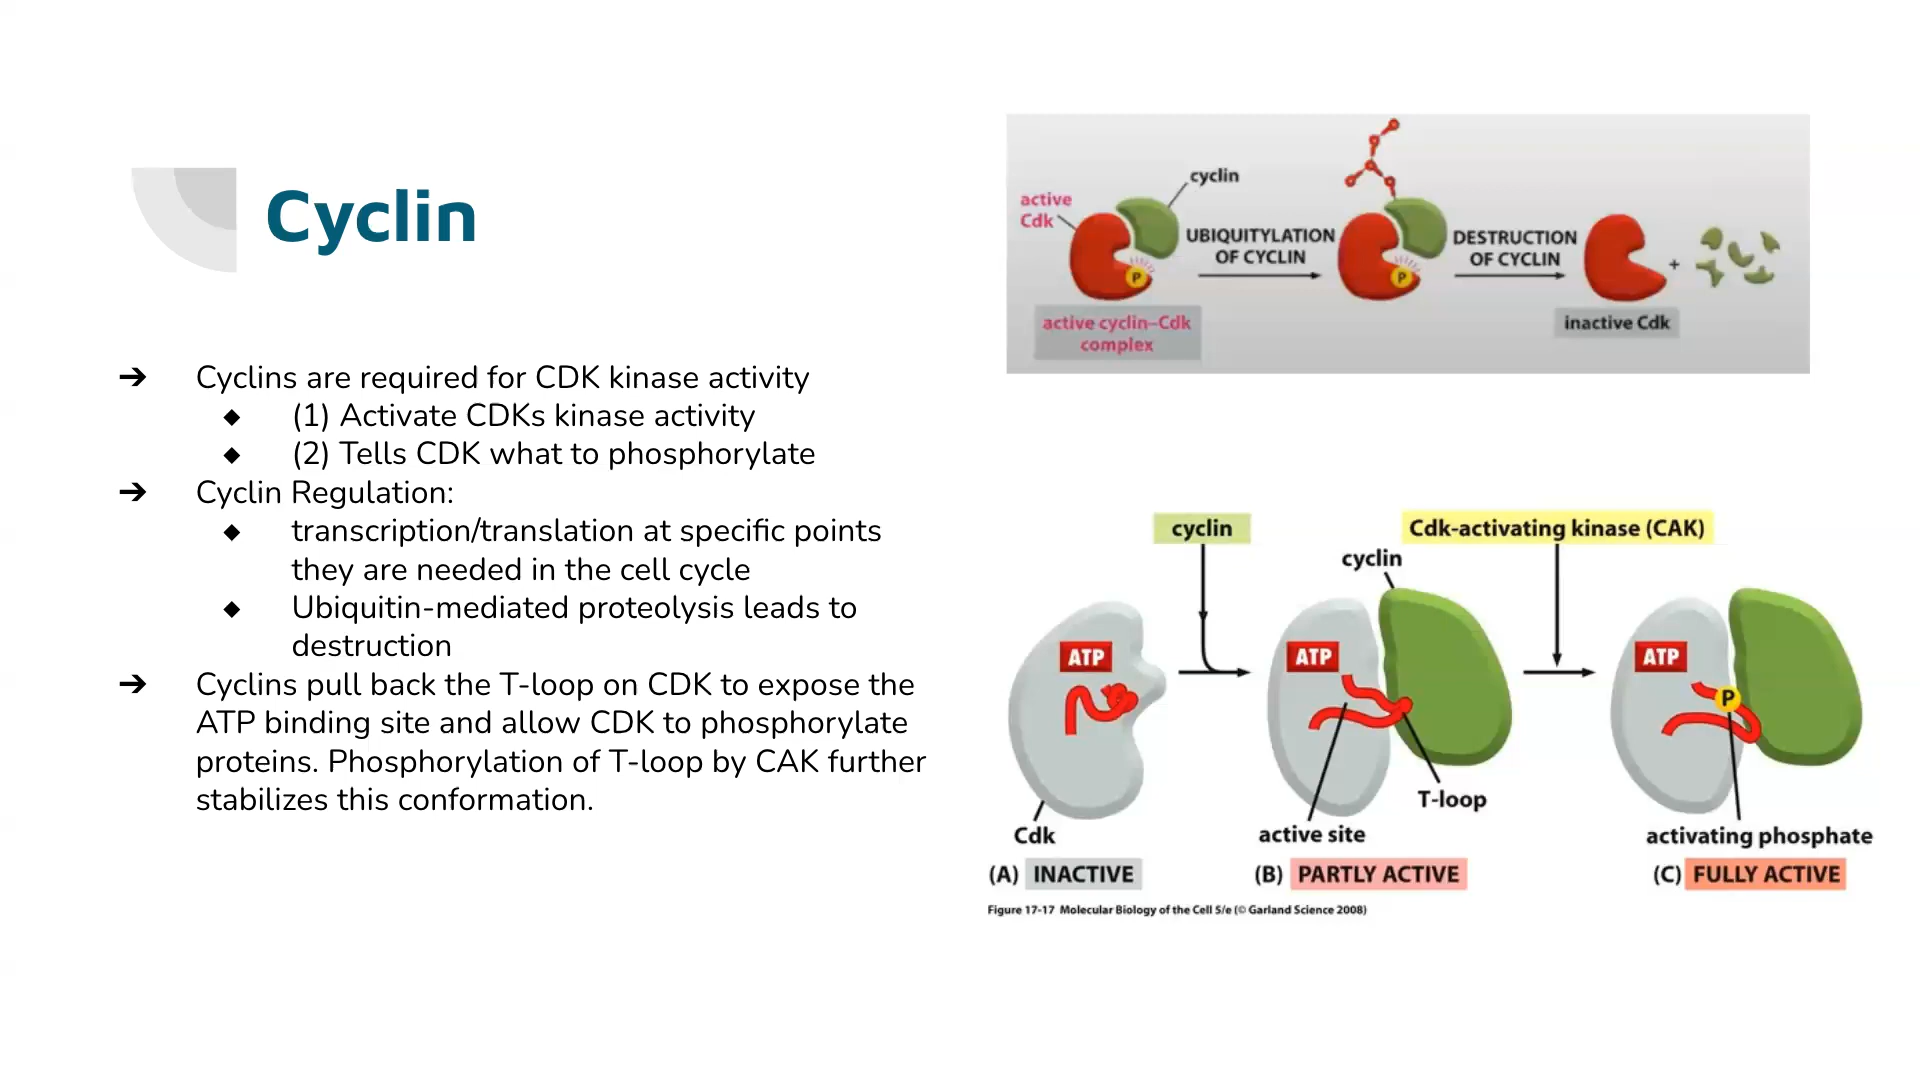 Cyclin
➔ Cyclins are required for CDK kinase activity
◆ (1) Activate CDKs kinase activity
◆ (2) Tells CDK what to phosphorylate
➔ Cyclin Regulation:
◆ transcription/translation at specific points
they are needed in the cell cycle
◆ Ubiquitin-mediated proteolysis leads to
destruction
➔ Cyclins pull back the T-loop on CDK to expose the
ATP binding site and allow CDK to phosphorylate
proteins. Phosphorylation of T-loop by CAK further
stabilizes this conformation.
active
Cdk
cyclin
P
active cyclin–Cdk
complex
UBIQUITYLATION
OF CYCLIN
P
DESTRUCTION
OF CYCLIN
+
inactive Cdk
cyclin
Cdk-activating kinase (CAK)
cyclin
ATP
ATP
ATP
P
T-loop
Cdk
active site
activating phosphate
(A) INACTIVE
(B) PARTLY ACTIVE
(C) FULLY ACTIVE
Figure 17-17 Molecular Biology of the Cell 5/e (© Garland Science 2008)